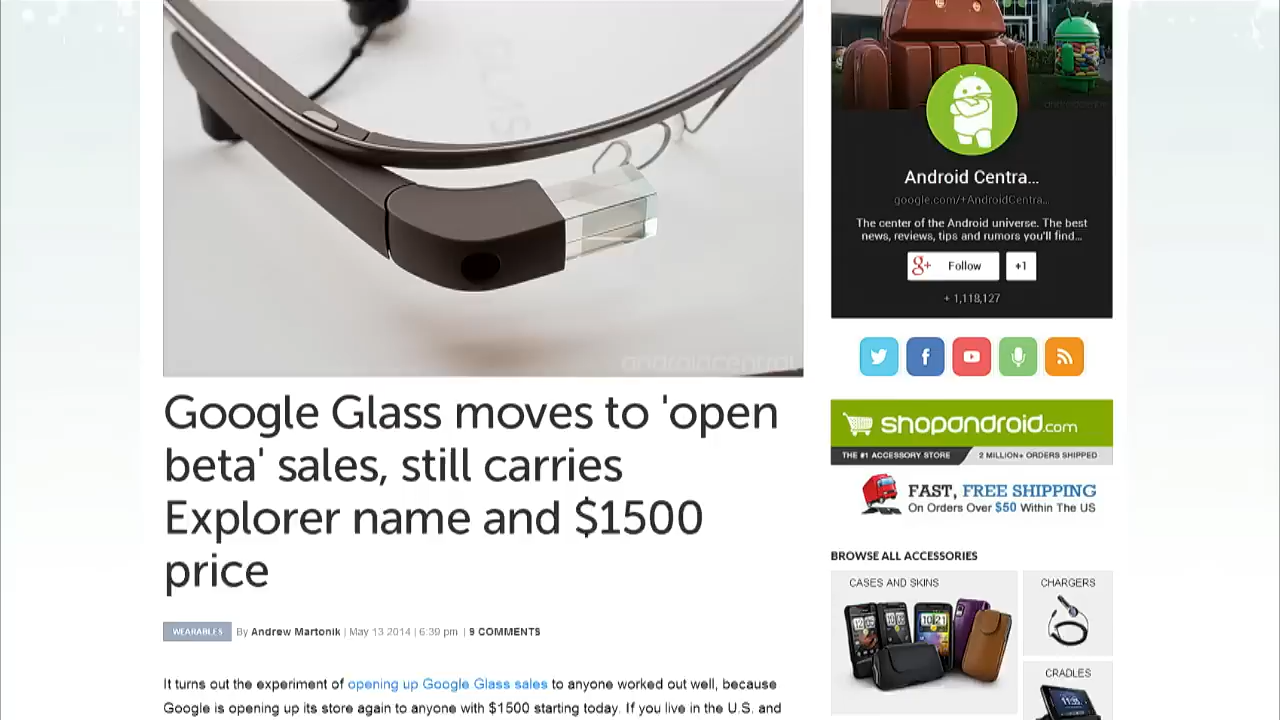 androidcentral
Google Glass moves to 'open
beta' sales, still carries
Explorer name and $1500
price
WEARABLES By Andrew Martonik | May 13 2014 | 6:39 pm | 9 COMMENTS
It turns out the experiment of opening up Google Glass sales to anyone worked out well, because
Google is opening up its store again to anyone with $1500 starting today. If you live in the U.S. and
Android Centra...
google.com/+AndroidCentra...
The center of the Android universe. The best
news, reviews, tips and rumors you'll find...
g+ Follow +1
+ 1,118,127
shopandroid.com
THE #1 ACCESSORY STORE 2 MILLION+ ORDERS SHIPPED
FAST, FREE SHIPPING
On Orders Over $50 Within The US
BROWSE ALL ACCESSORIES
CASES AND SKINS
CHARGERS
CRADLES